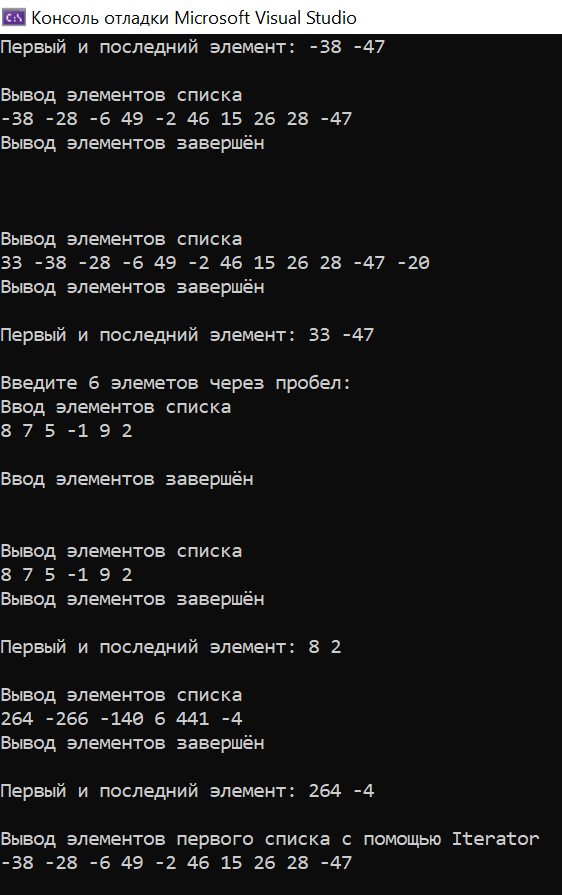 Консоль отладки Microsoft Visual Studio
Первый и последний элемент: -38 -47
Вывод элементов списка
-38 -28 -6 49 -2 46 15 26 28 -47
Вывод элементов завершён
Вывод элементов списка
33 -38 -28 -6 49 -2 46 15 26 28 -47 -20
Вывод элементов завершён
Первый и последний элемент: 33 -47
Введите 6 элеметов через пробел:
Ввод элементов списка
8 7 5 -1 9 2
Ввод элементов завершён
Вывод элементов списка
8 7 5 -1 9 2
Вывод элементов завершён
Первый и последний элемент: 8 2
Вывод элементов списка
264 -266 -140 6 441 -4
Вывод элементов завершён
Первый и последний элемент: 264 -4
Вывод элементов первого списка с помощью Iterator
-38 -28 -6 49 -2 46 15 26 28 -47